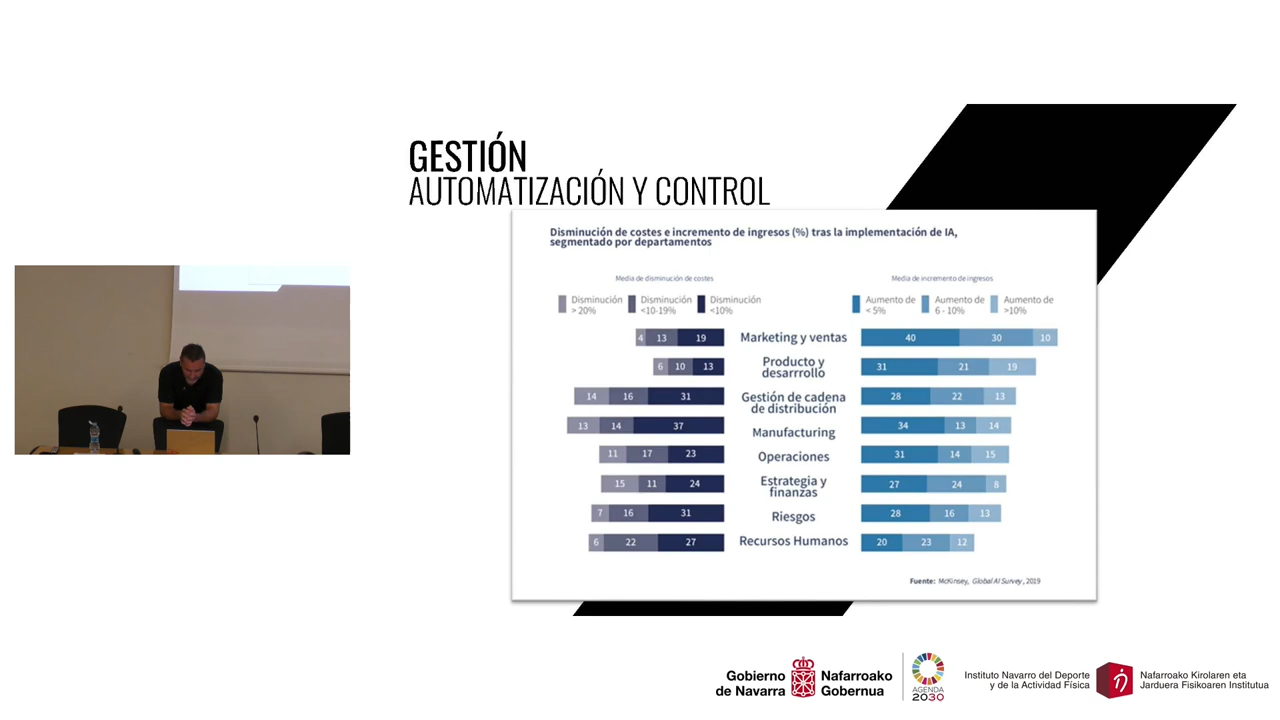 GESTIÓN
AUTOMATIZACIÓN Y CONTROL
Disminución de costes e incremento de ingresos (%) tras la implementación de IA,
segmentado por departamentos
Media de disminución de costes
Media de incremento de ingresos
Disminución
> 20%
Disminución
<10-19%
Disminución
<10%
Aumento de
< 5%
Aumento de
6 - 10%
Aumento de
>10%
4 13 19 Marketing y ventas 40 30 10
6 10 13 Producto y
desarrrollo 31 21 19
14 16 31 Gestión de cadena
de distribución 28 22 13
13 14 37 Manufacturing 34 13 14
11 17 23 Operaciones 31 14 15
15 11 24 Estrategia y
finanzas 27 24 8
7 16 31 Riesgos 28 16 13
6 22 27 Recursos Humanos 20 23 12
Fuente: McKinsey, Global AI Survey, 2019
Gobierno
de Navarra
Nafarroako
Gobernua
AGENDA
2030
Instituto Navarro del Deporte
y de la Actividad Física
Nafarroako Kirolaren eta
Jarduera Fisikoaren Institutua